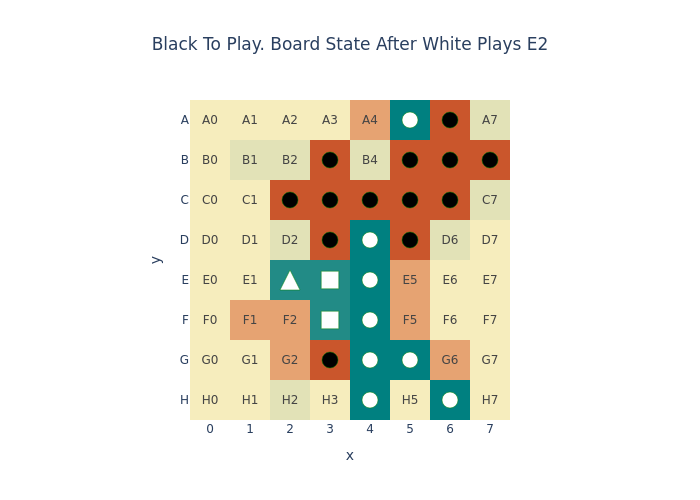 Black To Play. Board State After White Plays E2
A A0 A1 A2 A3 A4 A7
B B0 B1 B2 B4
C C0 C1 C7
D D0 D1 D2 D6 D7
E E0 E1 E5 E6 E7
F F0 F1 F2 F5 F6 F7
G G0 G1 G2 G6 G7
H H0 H1 H2 H3 H5 H7
0 1 2 3 4 5 6 7
x
y